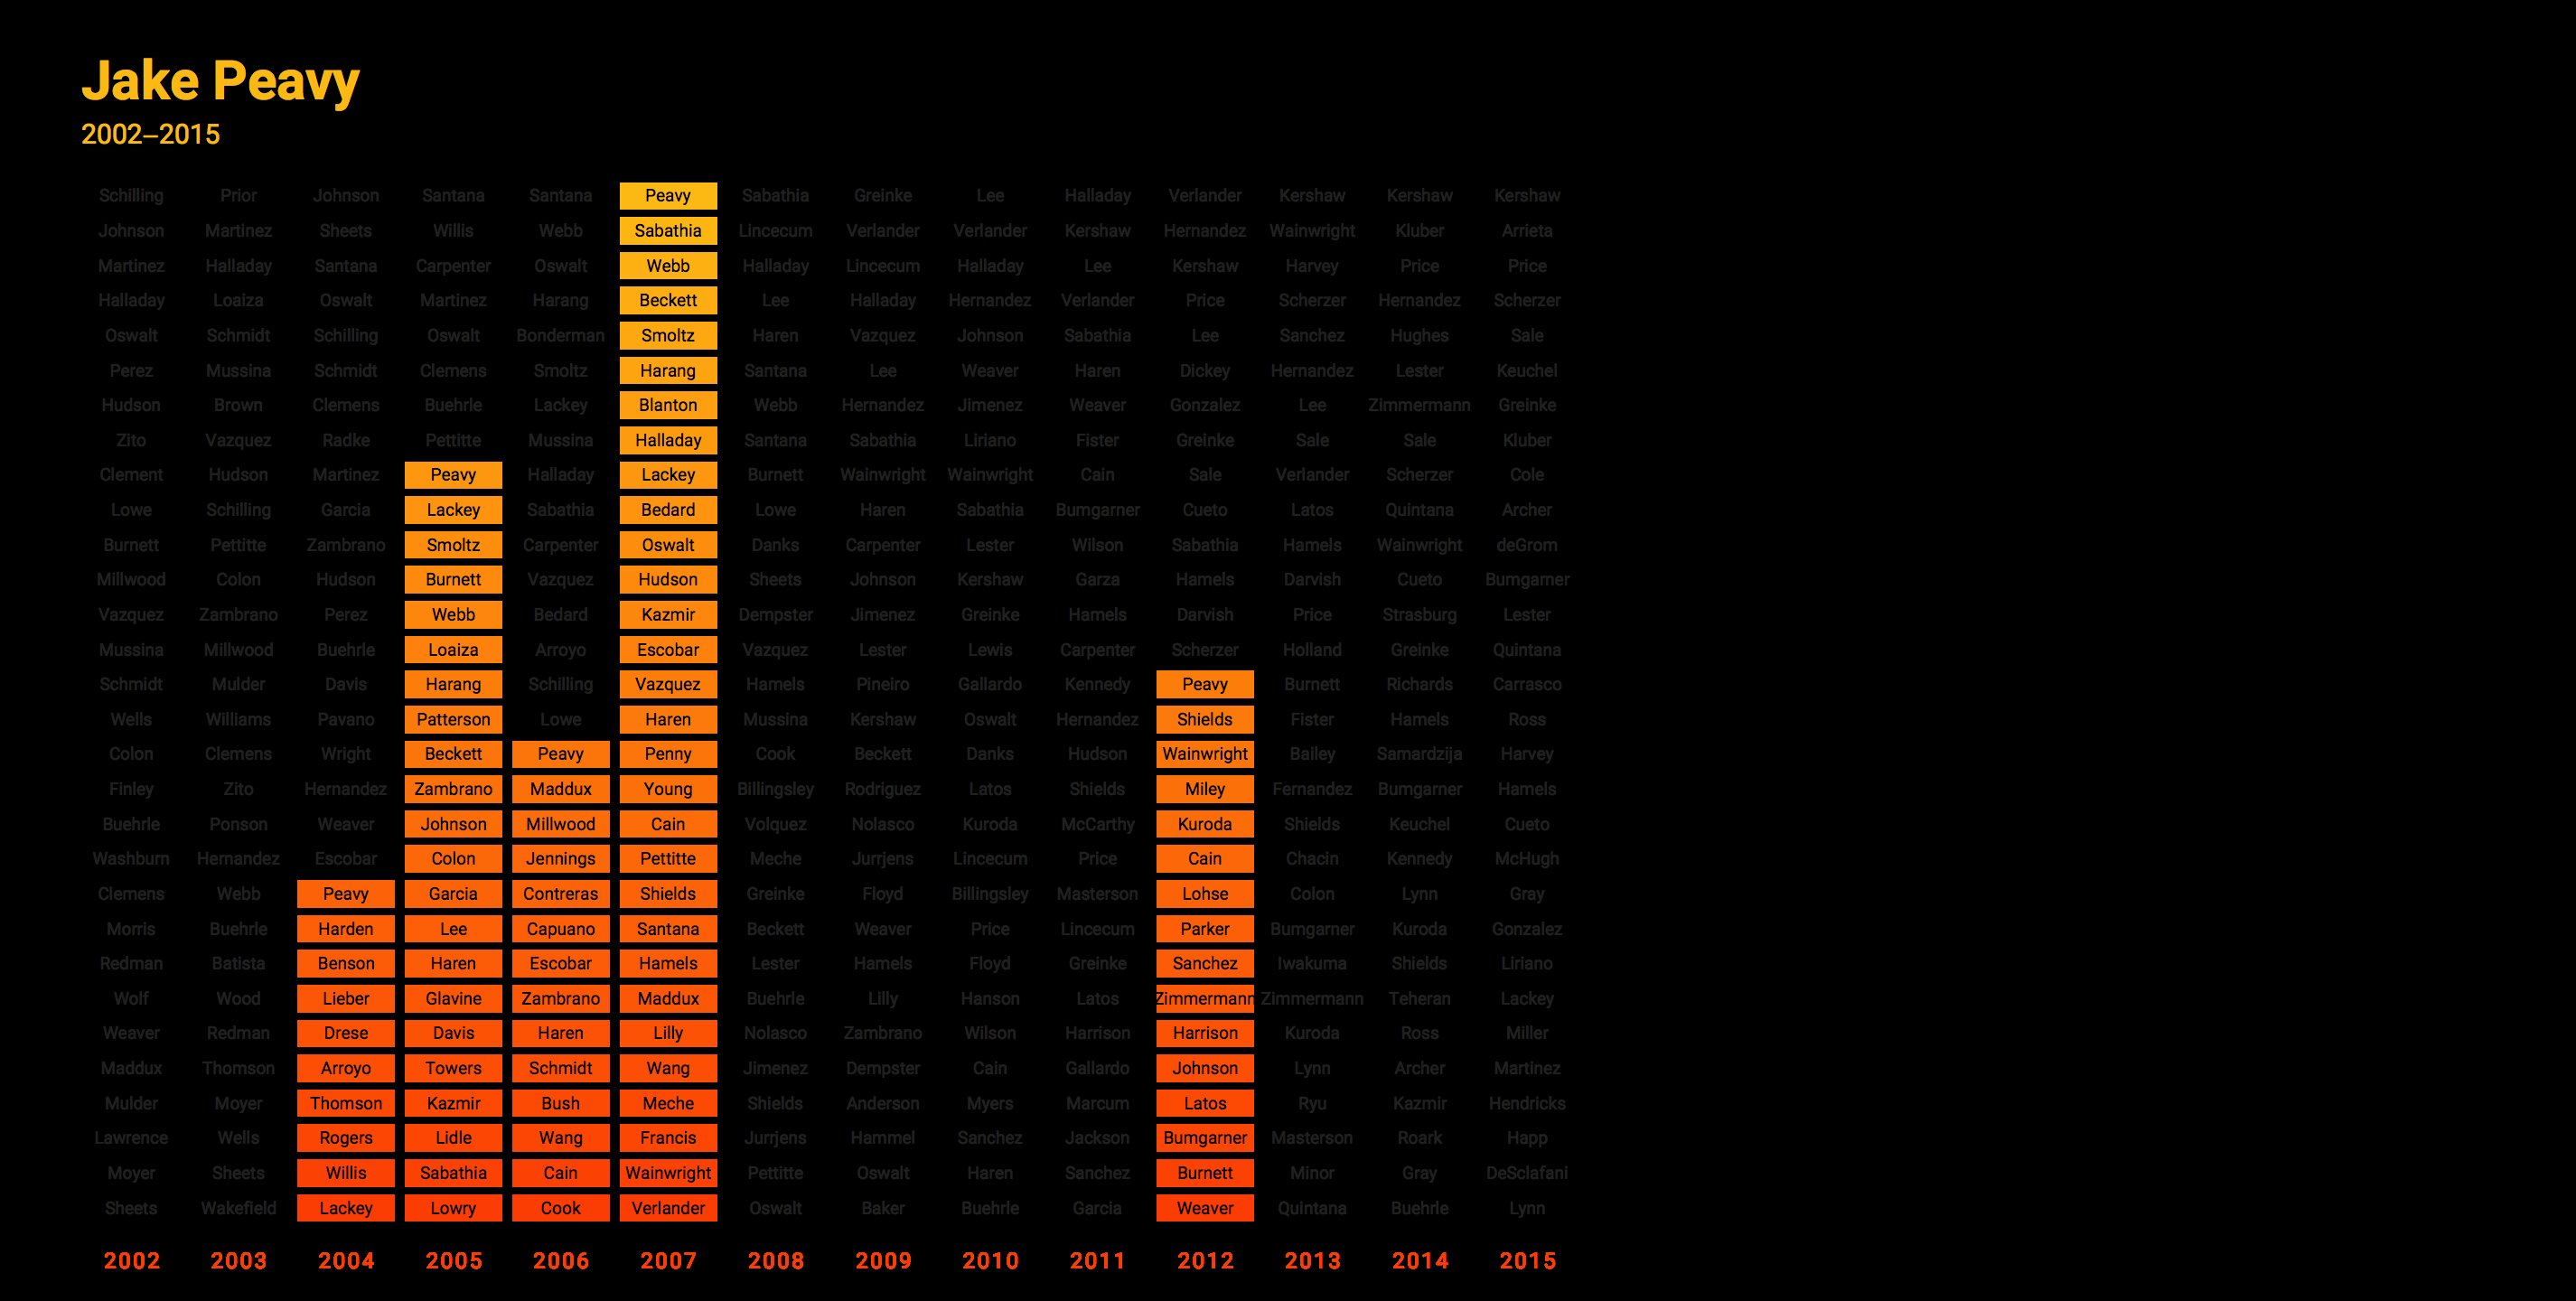 Jake Peavy
2002–2015
Schilling Prior Johnson Santana Santana Peavy Sabathia Greinke Lee Halladay Verlander Kershaw Kershaw Kershaw
Johnson Martinez Sheets Willis Webb Sabathia Lincecum Verlander Verlander Kershaw Hernandez Wainwright Kluber Arrieta
Martinez Halladay Santana Carpenter Oswalt Webb Halladay Lincecum Halladay Lee Kershaw Harvey Price Price
Halladay Loaiza Oswalt Martinez Harang Beckett Lee Halladay Hernandez Verlander Price Scherzer Hernandez Scherzer
Oswalt Schmidt Schilling Oswalt Bonderman Smoltz Haren Vazquez Johnson Sabathia Lee Sanchez Hughes Sale
Perez Mussina Schmidt Clemens Smoltz Harang Santana Lee Weaver Haren Dickey Hernandez Lester Keuchel
Hudson Brown Clemens Buehrle Lackey Blanton Webb Hernandez Jimenez Weaver Gonzalez Lee Zimmermann Greinke
Zito Vazquez Radke Pettitte Mussina Halladay Santana Sabathia Liriano Fister Greinke Sale Sale Kluber
Clement Hudson Martinez Peavy Halladay Lackey Burnett Wainwright Wainwright Cain Sale Verlander Scherzer Cole
Lowe Schilling Garcia Lackey Sabathia Bedard Lowe Haren Sabathia Bumgarner Cueto Latos Quintana Archer
Burnett Pettitte Zambrano Smoltz Carpenter Oswalt Danks Carpenter Lester Wilson Sabathia Hamels Wainwright deGrom
Millwood Colon Hudson Burnett Vazquez Hudson Sheets Johnson Kershaw Garza Hamels Darvish Cueto Bumgarner
Vazquez Zambrano Perez Webb Bedard Kazmir Dempster Jimenez Greinke Hamels Darvish Price Strasburg Lester
Mussina Millwood Buehrle Loaiza Arroyo Escobar Vazquez Lester Lewis Carpenter Scherzer Holland Greinke Quintana
Schmidt Mulder Davis Harang Schilling Vazquez Hamels Pineiro Gallardo Kennedy Peavy Burnett Richards Carrasco
Wells Williams Pavano Patterson Lowe Haren Mussina Kershaw Oswalt Hernandez Shields Fister Hamels Ross
Colon Clemens Wright Beckett Peavy Penny Cook Beckett Danks Hudson Wainwright Bailey Samardzija Harvey
Finley Zito Hernandez Zambrano Maddux Young Billingsley Rodriguez Latos Shields Miley Fernandez Bumgarner Hamels
Buehrle Ponson Weaver Johnson Millwood Cain Volquez Nolasco Kuroda McCarthy Kuroda Shields Keuchel Cueto
Washburn Hernandez Escobar Colon Jennings Pettitte Meche Jurrjens Lincecum Price Cain Chacin Kennedy McHugh
Clemens Webb Peavy Garcia Contreras Shields Greinke Floyd Billingsley Masterson Lohse Colon Lynn Gray
Morris Buehrle Harden Lee Capuano Santana Beckett Weaver Price Lincecum Parker Bumgarner Kuroda Gonzalez
Redman Batista Benson Haren Escobar Hamels Lester Hamels Floyd Greinke Sanchez Iwakuma Shields Liriano
Wolf Wood Lieber Glavine Zambrano Maddux Buehrle Lilly Hanson Latos Zimmermann Zimmermann Teheran Lackey
Weaver Redman Drese Davis Haren Lilly Nolasco Zambrano Wilson Harrison Harrison Kuroda Ross Miller
Maddux Thomson Arroyo Towers Schmidt Wang Jimenez Dempster Cain Gallardo Johnson Lynn Archer Martinez
Mulder Moyer Thomson Kazmir Bush Meche Shields Anderson Myers Marcum Latos Ryu Kazmir Hendricks
Lawrence Wells Rogers Lidle Wang Francis Jurrjens Hammel Sanchez Jackson Bumgarner Masterson Roark Happ
Moyer Sheets Willis Sabathia Cain Wainwright Pettitte Oswalt Haren Sanchez Burnett Minor Gray DeSclafani
Sheets Wakefield Lackey Lowry Cook Verlander Oswalt Baker Buehrle Garcia Weaver Quintana Buehrle Lynn
2002 2003 2004 2005 2006 2007 2008 2009 2010 2011 2012 2013 2014 2015